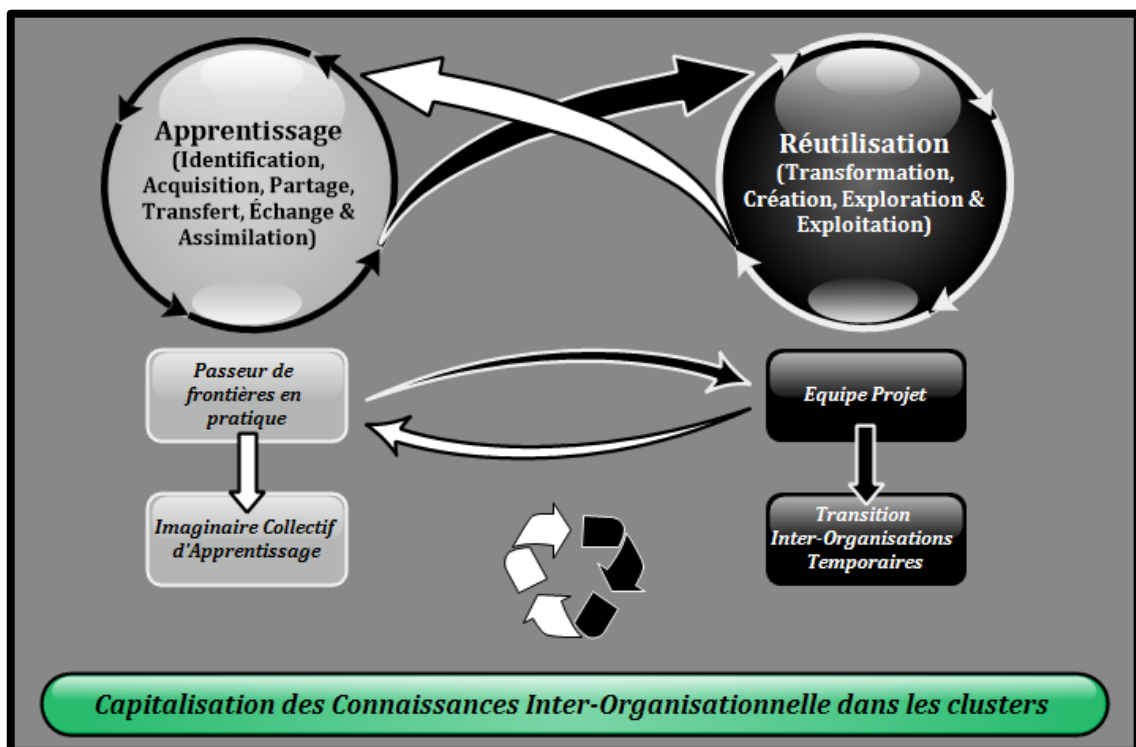 Apprentissage
(Identification,
Acquisition, Partage,
Transfert, Échange &
Assimilation)
Réutilisation
(Transformation,
Création, Exploration &
Exploitation)
Passeur de
frontières en
pratique
Equipe Projet
Imaginaire Collectif
d'Apprentissage
Transition
Inter-Organisations
Temporaires
Capitalisation des Connaissances Inter-Organisationnelle dans les clusters